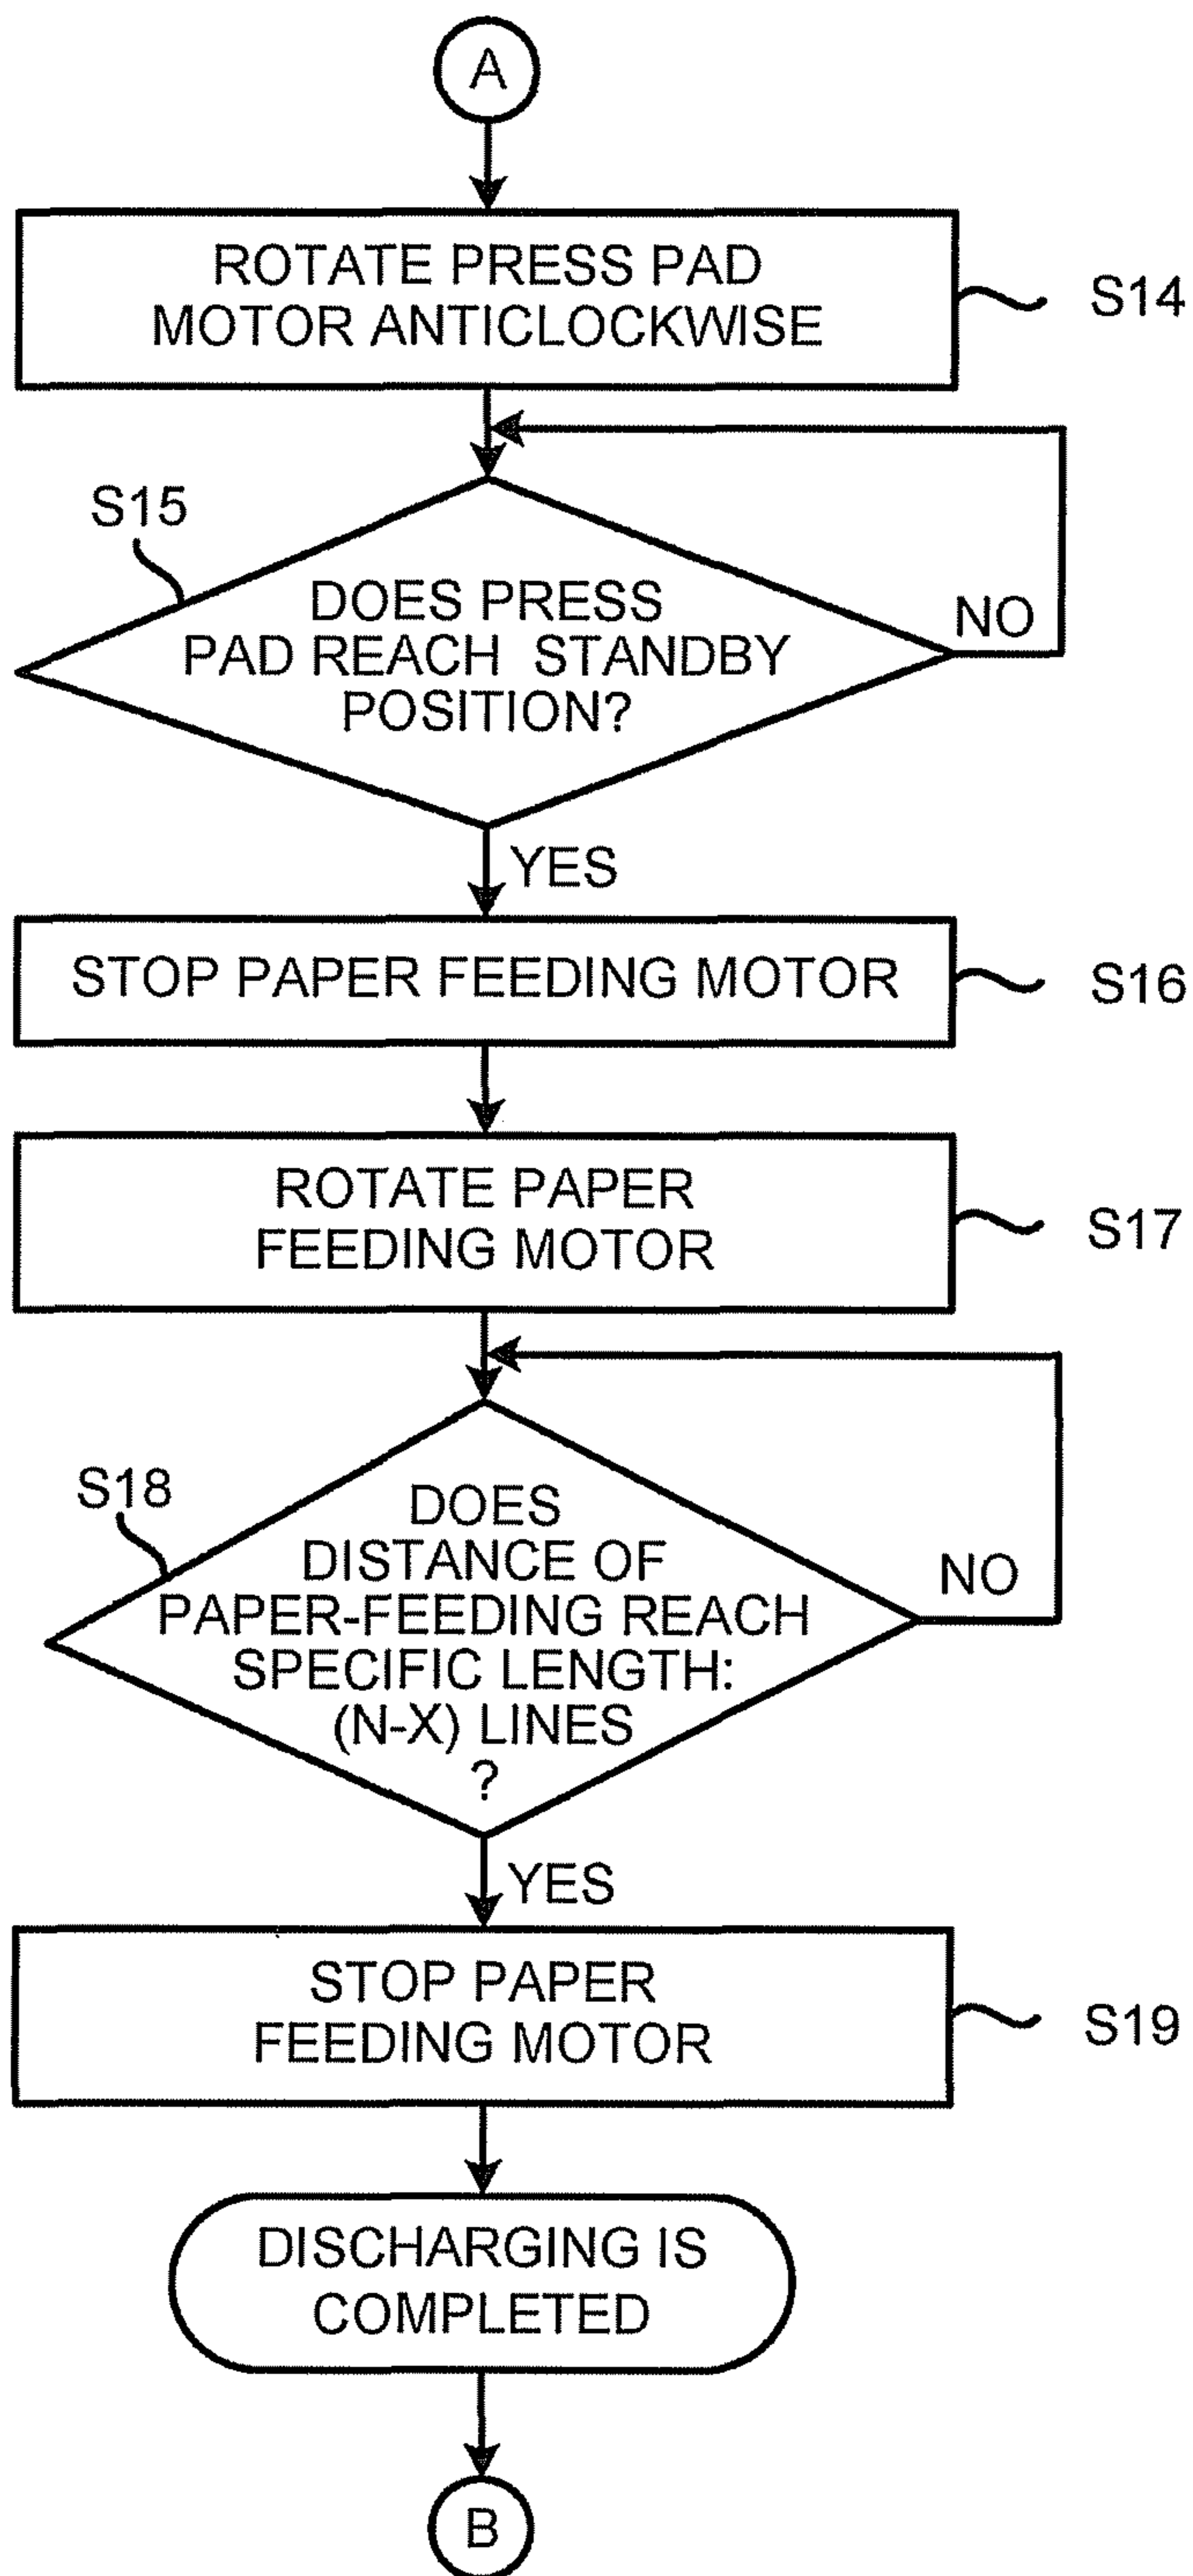 A
ROTATE PRESS PAD
MOTOR ANTICLOCKWISE
S14
S15
DOES PRESS
PAD REACH STANDBY
POSITION?
NO
YES
STOP PAPER FEEDING MOTOR
S16
ROTATE PAPER
FEEDING MOTOR
S17
S18
DOES
DISTANCE OF
PAPER-FEEDING REACH
SPECIFIC LENGTH:
(N-X) LINES
?
NO
YES
STOP PAPER
FEEDING MOTOR
S19
DISCHARGING IS
COMPLETED
B